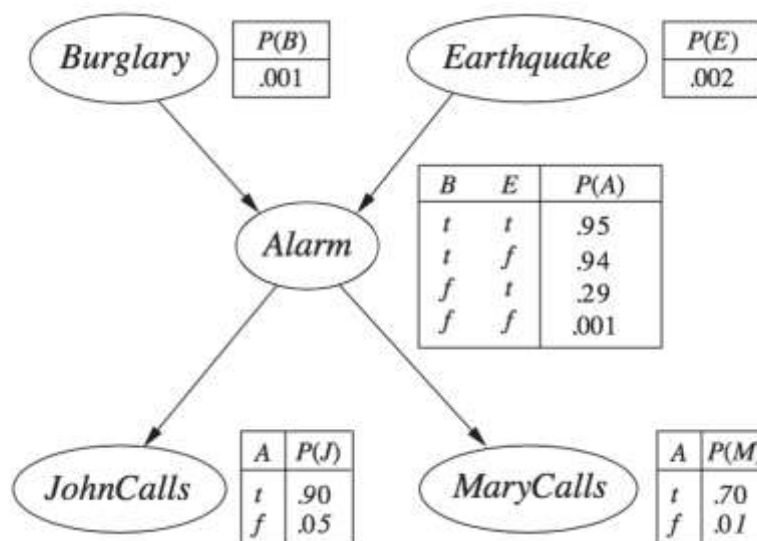 Burglary
P(B)
.001
Earthquake
P(E)
.002
Alarm
B E P(A)
t t .95
t f .94
f t .29
f f .001
JohnCalls
A P(J)
t .90
f .05
MaryCalls
A P(M)
t .70
f .01